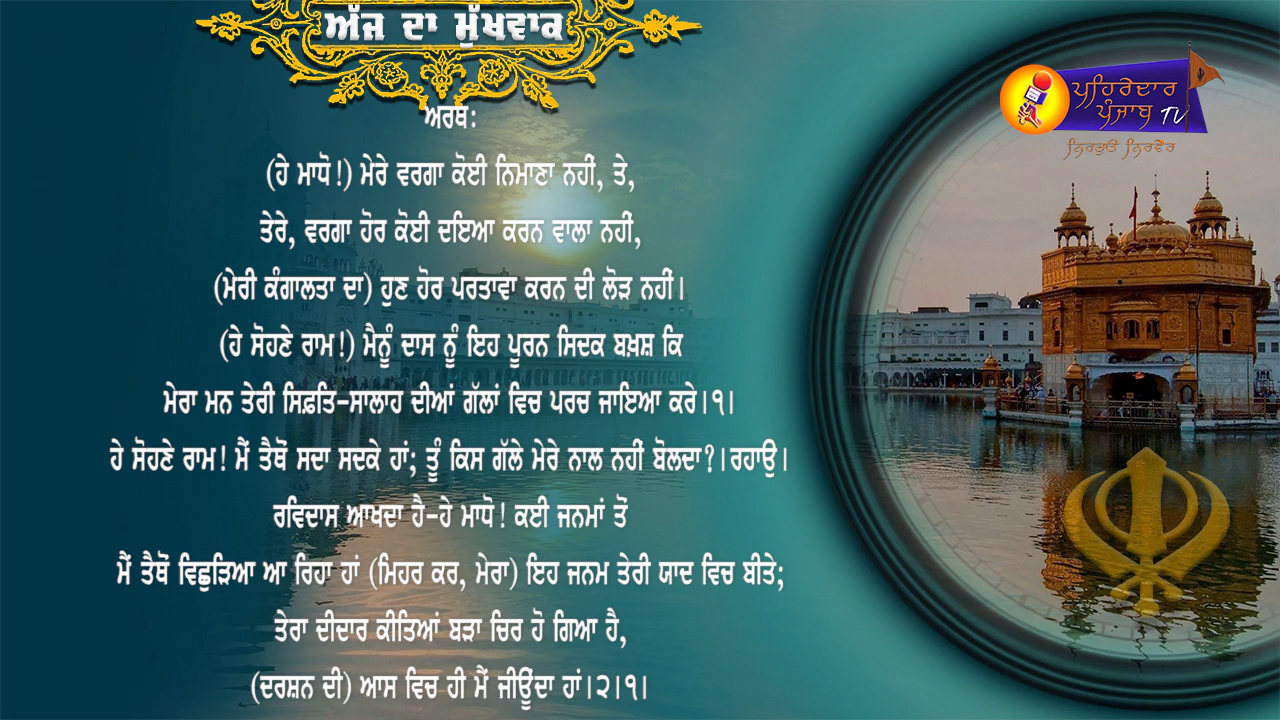 ਅੱਜ ਦਾ ਮੁੱਖਵਾਕ
ਪਹਿਰੇਦਾਰ
ਪੰਜਾਬ TV
ਨਿਰਭਉ ਨਿਰਵੈਰ
ਅਰਥ:
(ਹੇ ਮਾਧੋ!) ਮੇਰੇ ਵਰਗਾ ਕੋਈ ਨਿਮਾਣਾ ਨਹੀਂ, ਤੇ,
ਤੇਰੇ, ਵਰਗਾ ਹੋਰ ਕੋਈ ਦਇਆ ਕਰਨ ਵਾਲਾ ਨਹੀਂ,
(ਮੇਰੀ ਕੰਗਾਲਤਾ ਦਾ) ਹੁਣ ਹੋਰ ਪਰਤਾਵਾ ਕਰਨ ਦੀ ਲੋੜ ਨਹੀਂ।
(ਹੇ ਸੋਹਣੇ ਰਾਮ!) ਮੈਨੂੰ ਦਾਸ ਨੂੰ ਇਹ ਪੂਰਨ ਸਿਦਕ ਬਖ਼ਸ਼ ਕਿ
ਮੇਰਾ ਮਨ ਤੇਰੀ ਸਿਫ਼ਤਿ-ਸਾਲਾਹ ਦੀਆਂ ਗੱਲਾਂ ਵਿਚ ਪਰਚ ਜਾਇਆ ਕਰੇ।੧।
ਹੇ ਸੋਹਣੇ ਰਾਮ! ਮੈਂ ਤੈਥੋਂ ਸਦਾ ਸਦਕੇ ਹਾਂ; ਤੂੰ ਕਿਸ ਗੱਲੇ ਮੇਰੇ ਨਾਲ ਨਹੀਂ ਬੋਲਦਾ?।ਰਹਾਉ।
ਰਵਿਦਾਸ ਆਖਦਾ ਹੈ-ਹੇ ਮਾਧੋ! ਕਈ ਜਨਮਾਂ ਤੋਂ
ਮੈਂ ਤੈਥੋਂ ਵਿਛੁੜਿਆ ਆ ਰਿਹਾ ਹਾਂ (ਮਿਹਰ ਕਰ, ਮੇਰਾ) ਇਹ ਜਨਮ ਤੇਰੀ ਯਾਦ ਵਿਚ ਬੀਤੇ;
ਤੇਰਾ ਦੀਦਾਰ ਕੀਤਿਆਂ ਬੜਾ ਚਿਰ ਹੋ ਗਿਆ ਹੈ,
(ਦਰਸ਼ਨ ਦੀ) ਆਸ ਵਿਚ ਹੀ ਮੈਂ ਜੀਊਂਦਾ ਹਾਂ।੨।੧।